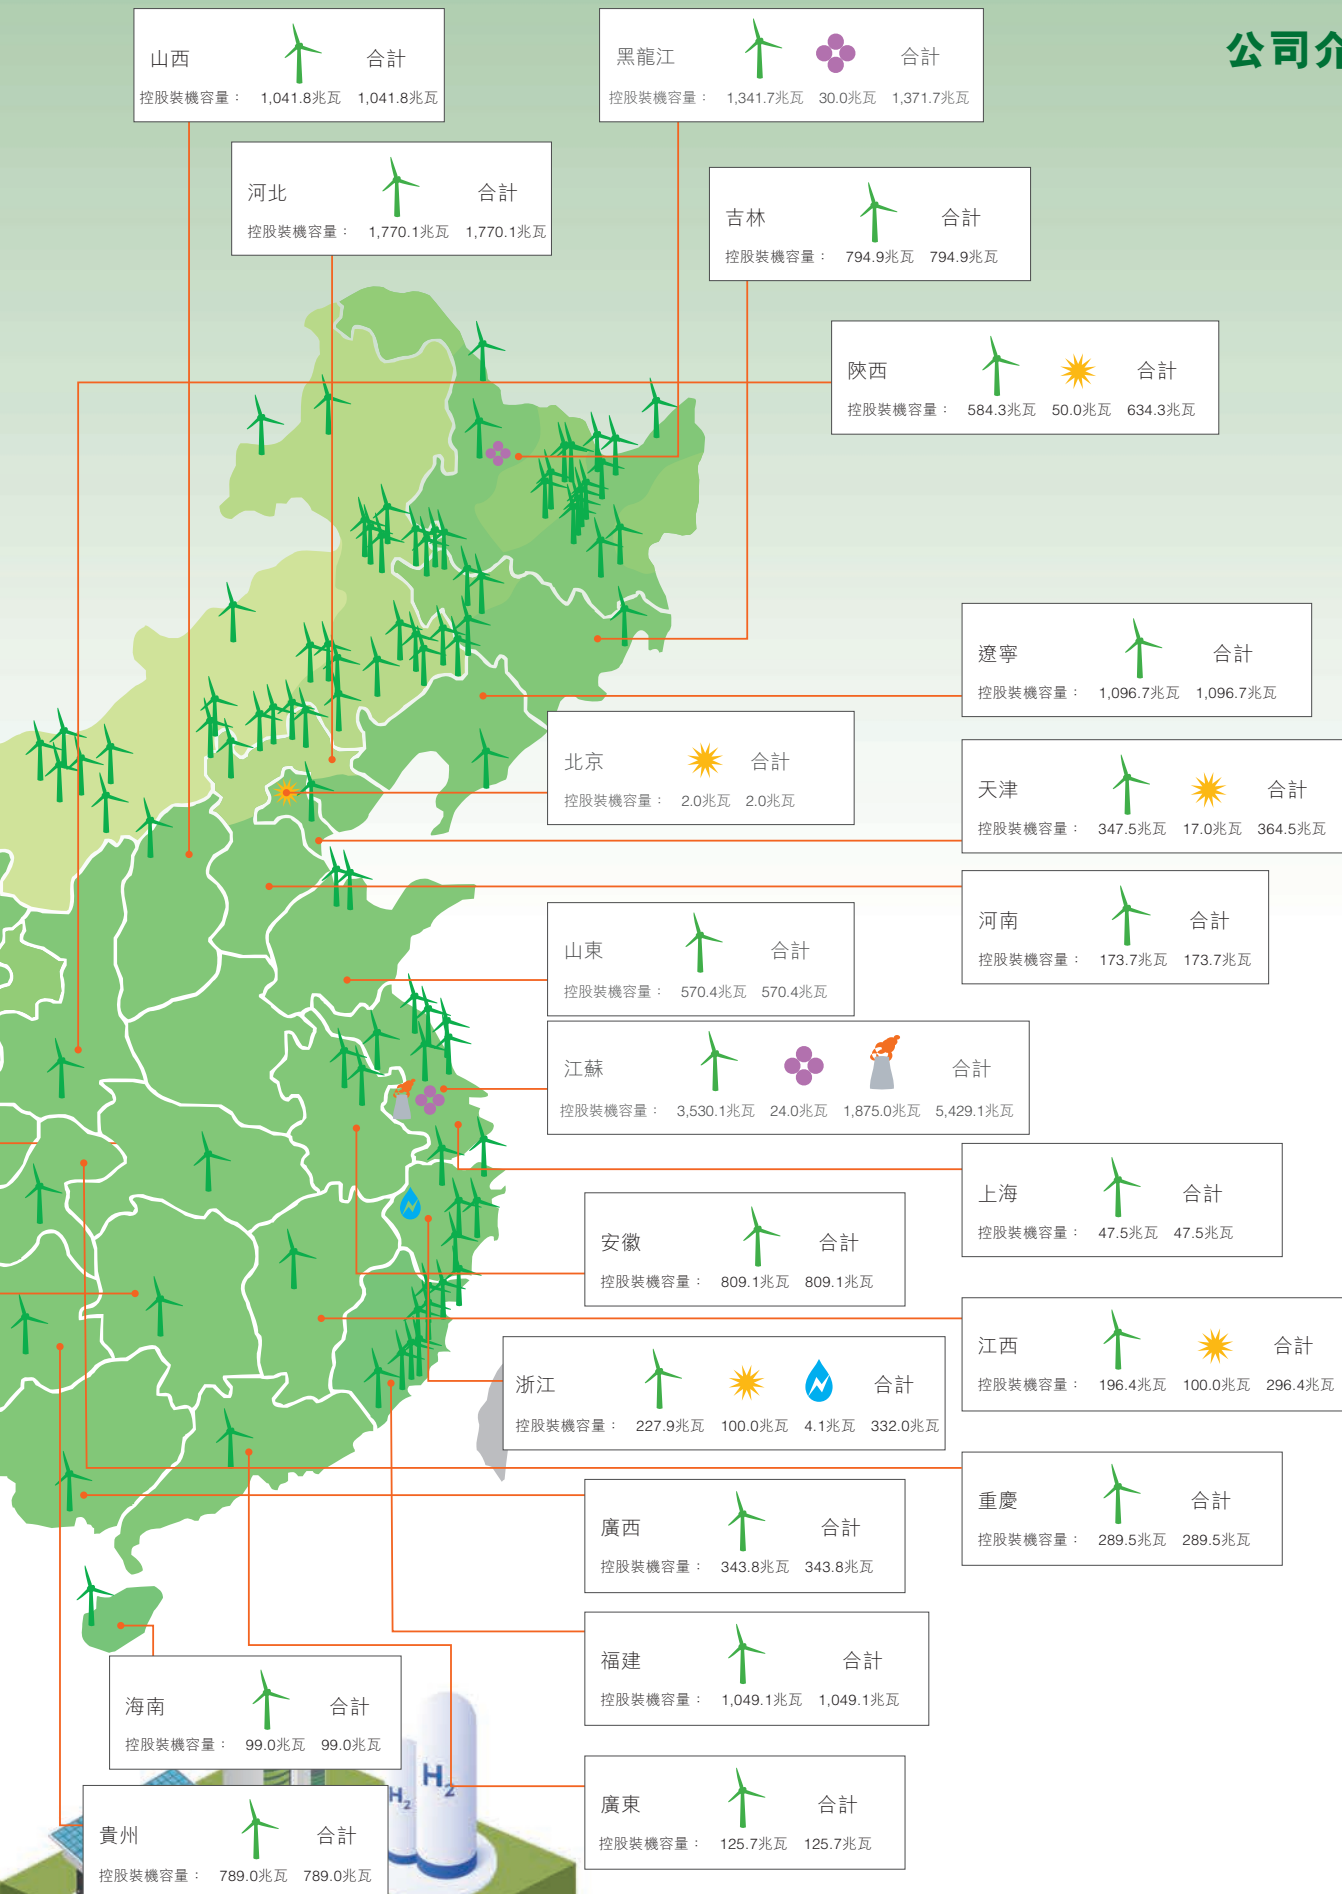 公司介
山西 合計
控股裝機容量： 1,041.8兆瓦 1,041.8兆瓦
黑龍江 合計
控股裝機容量： 1,341.7兆瓦 30.0兆瓦 1,371.7兆瓦
河北 合計
控股裝機容量： 1,770.1兆瓦 1,770.1兆瓦
吉林 合計
控股裝機容量： 794.9兆瓦 794.9兆瓦
陝西 合計
控股裝機容量： 584.3兆瓦 50.0兆瓦 634.3兆瓦
遼寧 合計
控股裝機容量： 1,096.7兆瓦 1,096.7兆瓦
北京 合計
控股裝機容量： 2.0兆瓦 2.0兆瓦
天津 合計
控股裝機容量： 347.5兆瓦 17.0兆瓦 364.5兆瓦
河南 合計
控股裝機容量： 173.7兆瓦 173.7兆瓦
山東 合計
控股裝機容量： 570.4兆瓦 570.4兆瓦
江蘇 合計
控股裝機容量： 3,530.1兆瓦 24.0兆瓦 1,875.0兆瓦 5,429.1兆瓦
上海 合計
控股裝機容量： 47.5兆瓦 47.5兆瓦
安徽 合計
控股裝機容量： 809.1兆瓦 809.1兆瓦
江西 合計
控股裝機容量： 196.4兆瓦 100.0兆瓦 296.4兆瓦
浙江 合計
控股裝機容量： 227.9兆瓦 100.0兆瓦 4.1兆瓦 332.0兆瓦
重慶 合計
控股裝機容量： 289.5兆瓦 289.5兆瓦
廣西 合計
控股裝機容量： 343.8兆瓦 343.8兆瓦
福建 合計
控股裝機容量： 1,049.1兆瓦 1,049.1兆瓦
海南 合計
控股裝機容量： 99.0兆瓦 99.0兆瓦
H2
H2
廣東 合計
控股裝機容量： 125.7兆瓦 125.7兆瓦
貴州 合計
控股裝機容量： 789.0兆瓦 789.0兆瓦